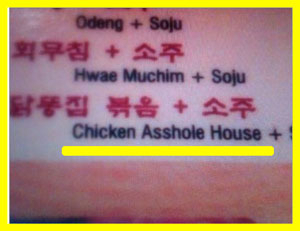 Odeng + Soju
회무침 + 소주
Hwae Muchim + Soju
닭똥집 볶음 + 소주
Chicken Asshole House +